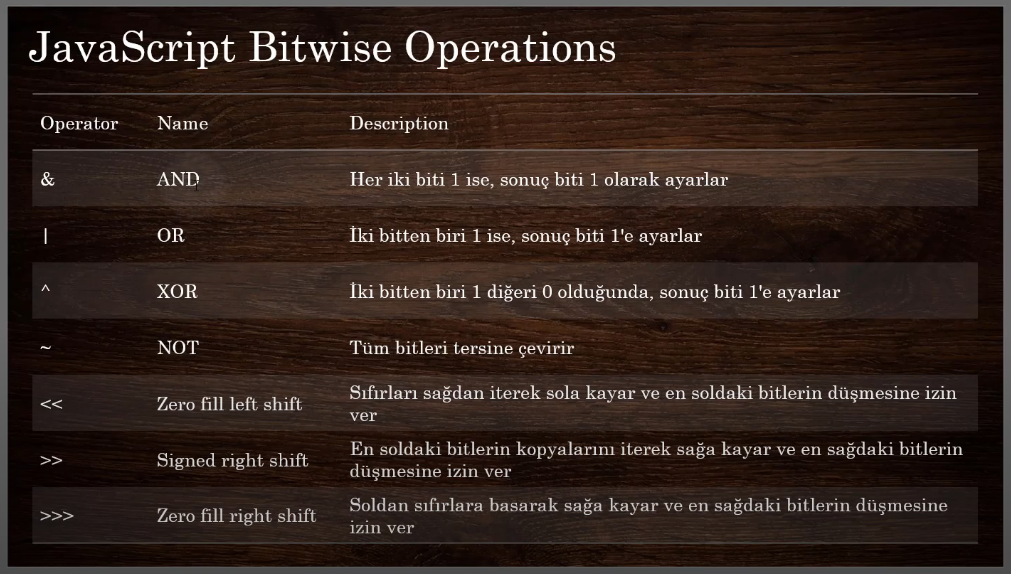 JavaScript Bitwise Operations
Operator Name Description
& AND Her iki biti 1 ise, sonuç biti 1 olarak ayarlar
| OR İki bitten biri 1 ise, sonuç biti 1'e ayarlar
^ XOR İki bitten biri 1 diğeri 0 olduğunda, sonuç biti 1'e ayarlar
~ NOT Tüm bitleri tersine çevirir
<< Zero fill left shift Sıfırları sağdan iterek sola kayar ve en soldaki bitlerin düşmesine izin
ver
>> Signed right shift En soldaki bitlerin kopyalarını iterek sağa kayar ve en sağdaki bitlerin
düşmesine izin ver
>>> Zero fill right shift Soldan sıfırlara basarak sağa kayar ve en sağdaki bitlerin düşmesine
izin ver